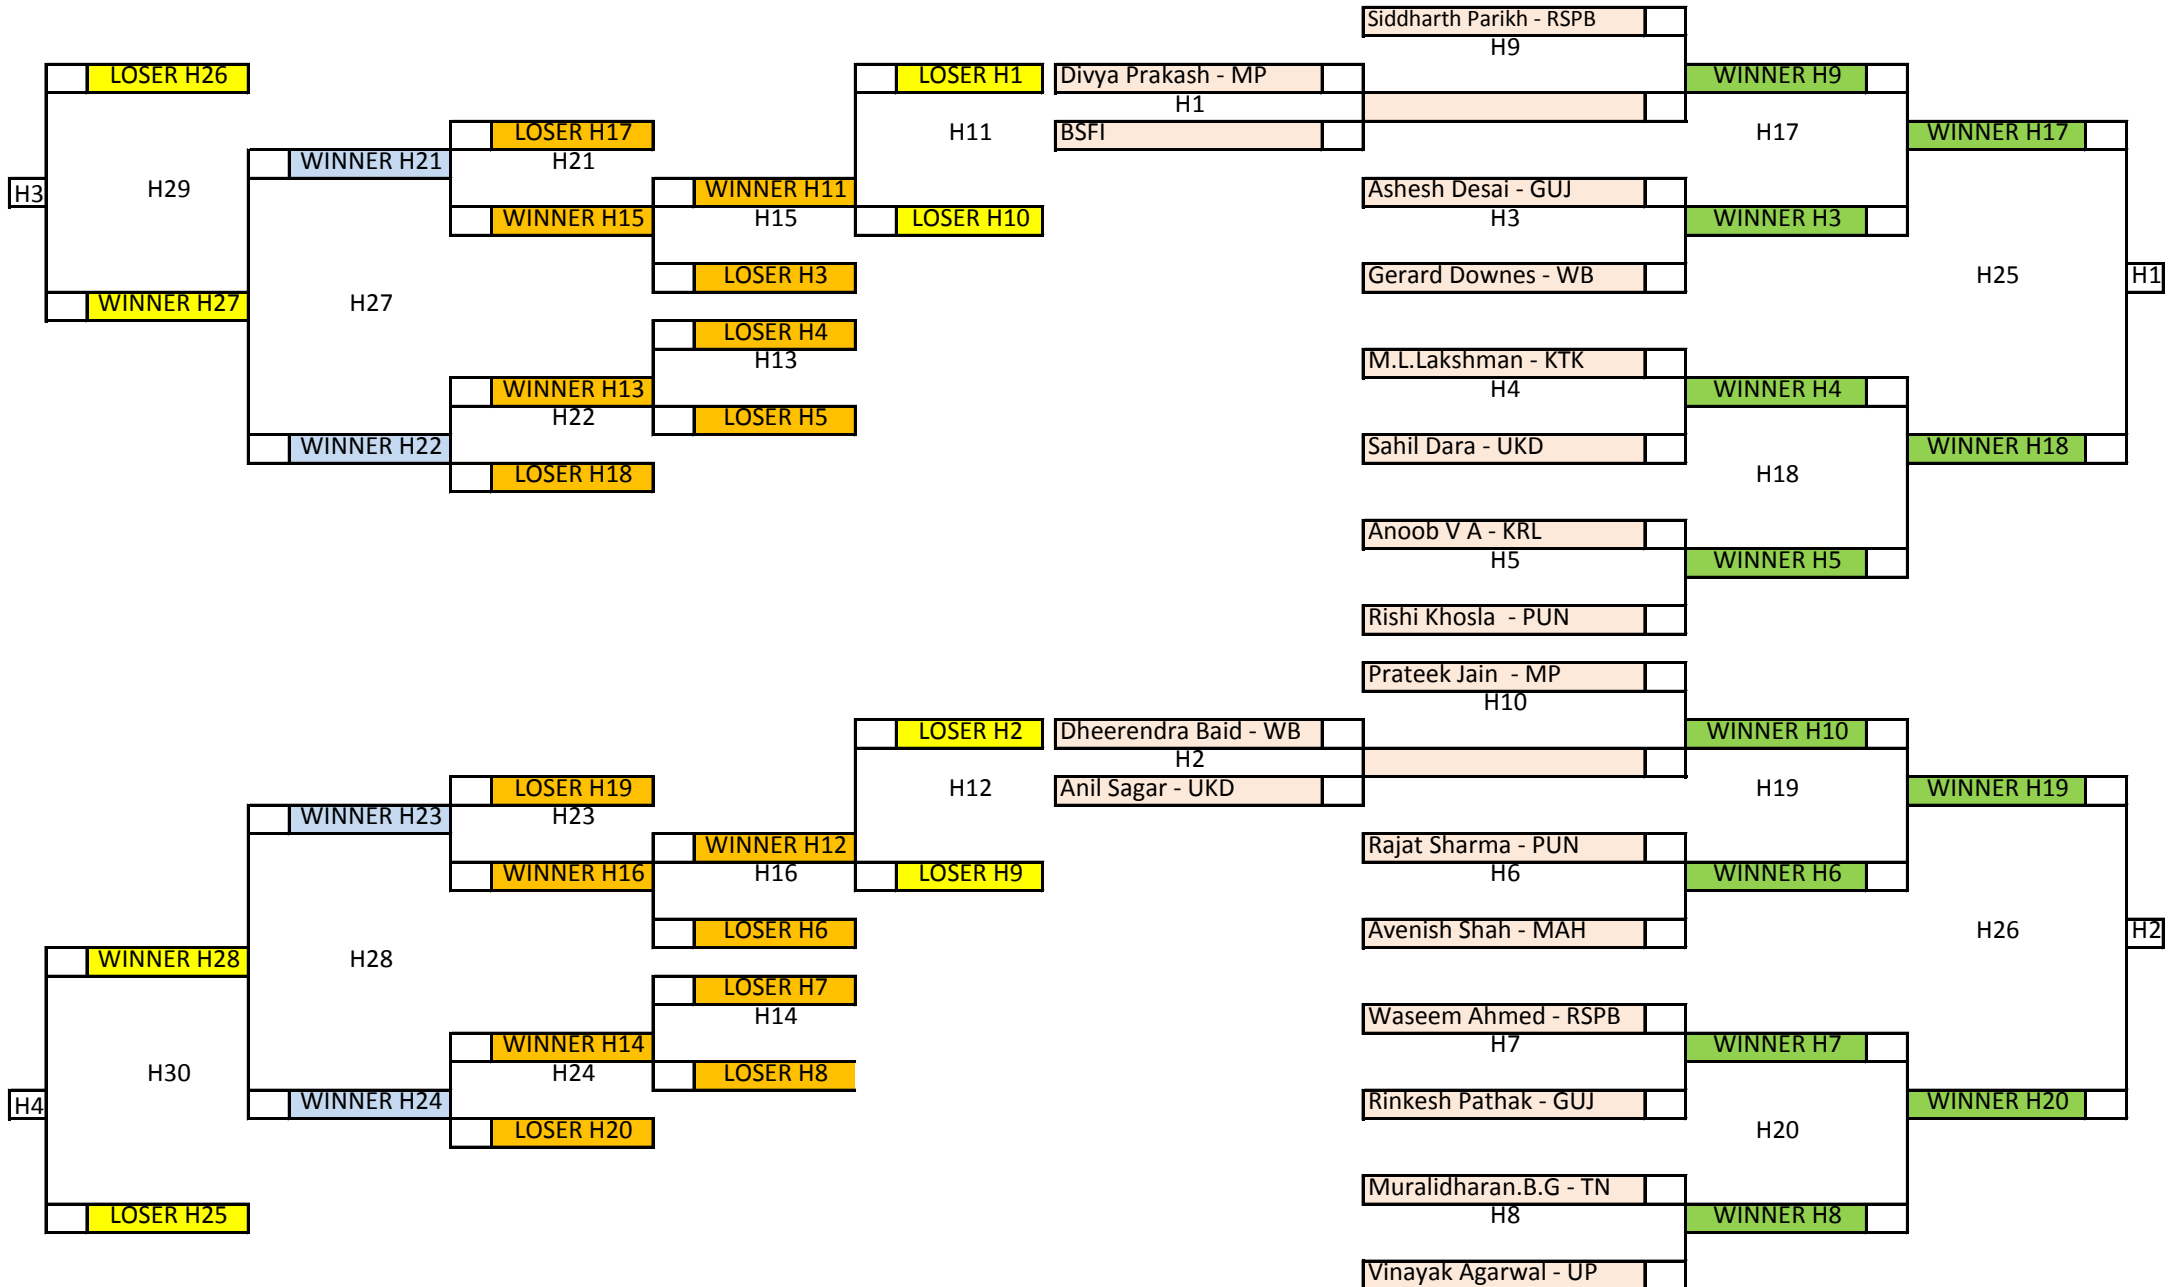 Siddharth Parikh - RSPB
H9
LOSER H26
LOSER H1
Divya Prakash - MP
WINNER H9
H1
LOSER H17
H11
BSFI
H17
WINNER H17
WINNER H21
H21
H3
H29
WINNER H11
Ashesh Desai - GUJ
WINNER H15
H15
LOSER H10
H3
WINNER H3
LOSER H3
Gerard Downes - WB
H25
H1
WINNER H27
H27
LOSER H4
H13
M.L.Lakshman - KTK
WINNER H13
H4
WINNER H4
H22
LOSER H5
WINNER H22
Sahil Dara - UKD
WINNER H18
LOSER H18
H18
Anoob V A - KRL
H5
WINNER H5
Rishi Khosla  - PUN
Prateek Jain  - MP
H10
LOSER H2
Dheerendra Baid - WB
WINNER H10
H2
LOSER H19
H12
Anil Sagar - UKD
H19
WINNER H19
WINNER H23
H23
WINNER H12
Rajat Sharma - PUN
WINNER H16
H16
LOSER H9
H6
WINNER H6
LOSER H6
Avenish Shah - MAH
H26
H2
WINNER H28
H28
LOSER H7
H14
Waseem Ahmed - RSPB
WINNER H14
H7
WINNER H7
H30
H24
LOSER H8
H4
WINNER H24
Rinkesh Pathak - GUJ
WINNER H20
LOSER H20
H20
Muralidharan.B.G - TN
LOSER H25
H8
WINNER H8
Vinayak Agarwal - UP